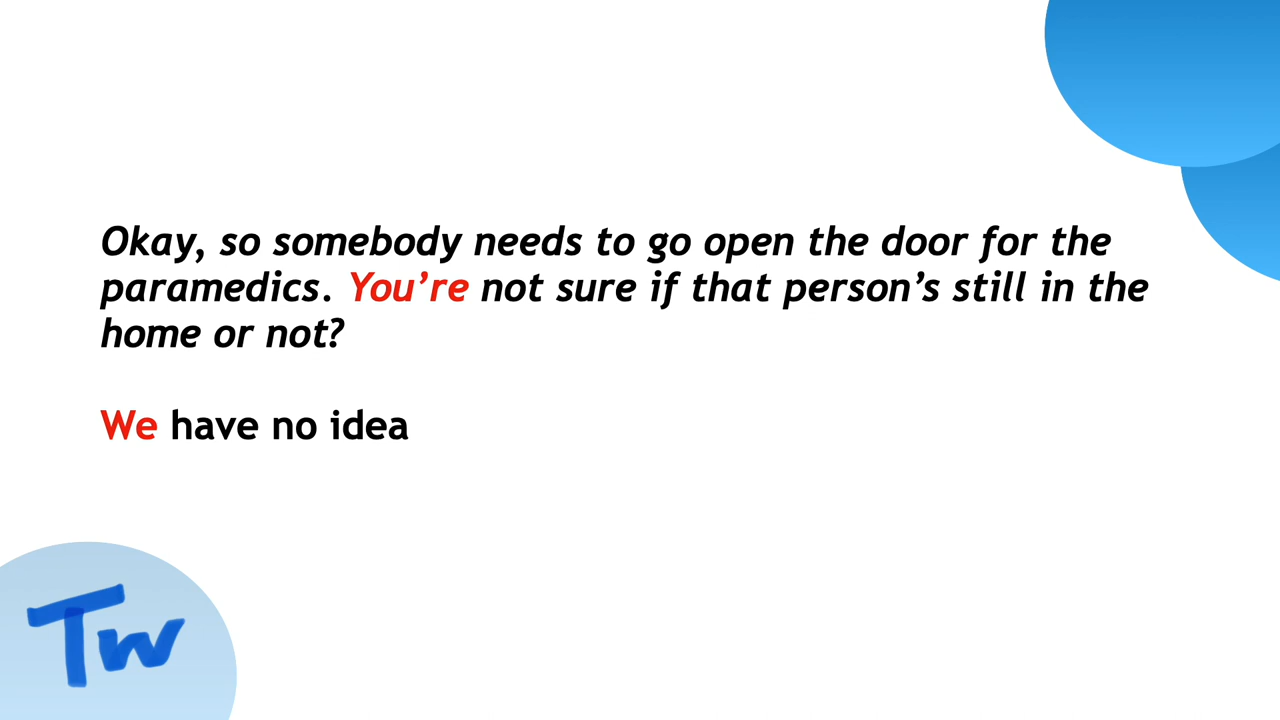 Okay, so somebody needs to go open the door for the
paramedics. You’re not sure if that person’s still in the
home or not?
We have no idea
Tw